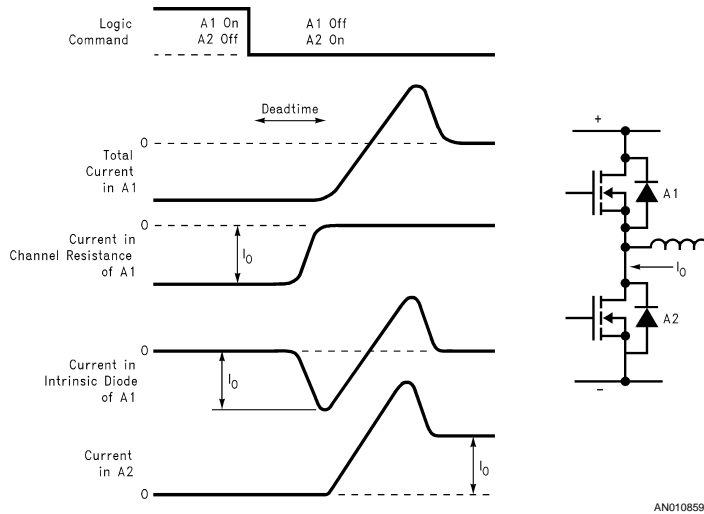 Logic
Command
A1 On
A2 Off
A1 Off
A2 On
Deadtime
0
Total
Current
in A1
0
Current in
Channel Resistance
of A1
I0
0
Current in
Intrinsic Diode
of A1
I0
Current
in A2
0
I0
+
A1
I0
A2
-
AN010859